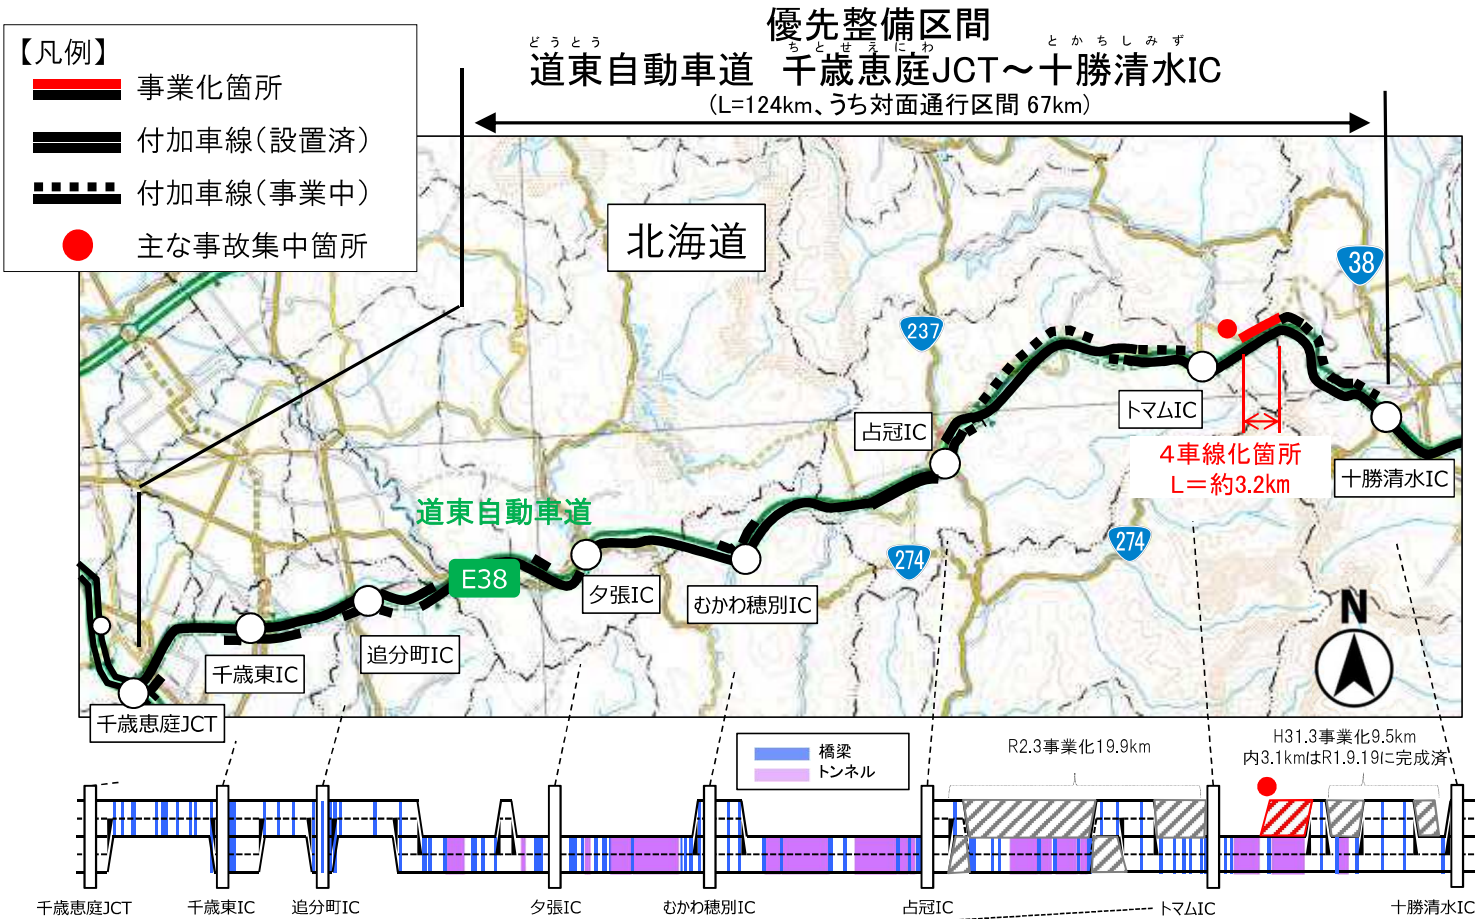 優先整備区間
どうとう ちとせえにわ とかちしみず
道東自動車道 千歳恵庭JCT～十勝清水IC
(L=124km、うち対面通行区間 67km)
【凡例】
事業化箇所
付加車線(設置済)
付加車線(事業中)
主な事故集中箇所
北海道
38
237
トマムIC
占冠IC
4車線化箇所
L=約3.2km
十勝清水IC
道東自動車道
E38
274
274
夕張IC
むかわ穂別IC
追分町IC
千歳東IC
千歳恵庭JCT
N
橋梁
トンネル
R2.3事業化19.9km
H31.3事業化9.5km
内3.1kmはR1.9.19に完成済
千歳恵庭JCT
千歳東IC
追分町IC
夕張IC
むかわ穂別IC
占冠IC
トマムIC
十勝清水IC